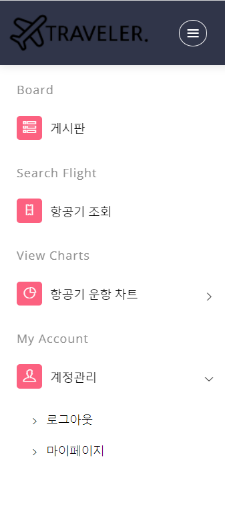 TRAVELER.
Board
게시판
Search Flight
항공기 조회
View Charts
항공기 운항 차트
My Account
계정관리
로그아웃
마이페이지